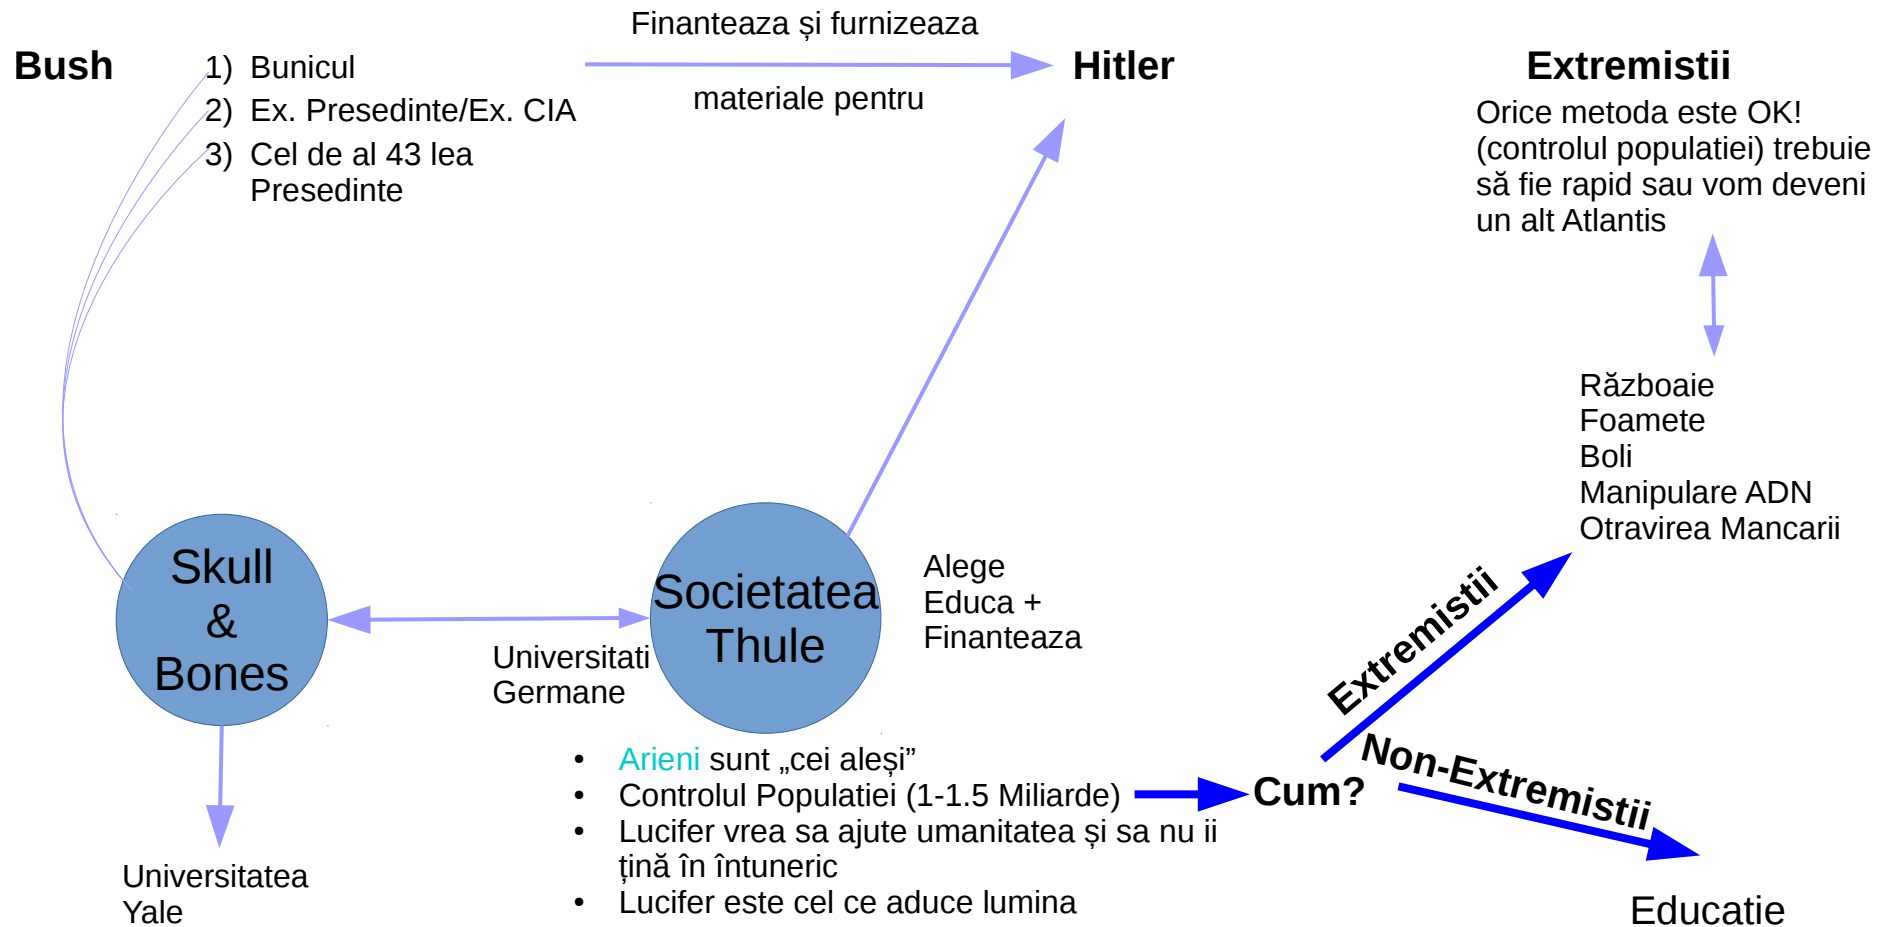 Finanteaza și furnizeaza
materiale pentru
Bush
1) Bunicul
2) Ex. Presedinte/Ex. CIA
3) Cel de al 43 lea
Presedinte
Hitler
Extremistii
Orice metoda este OK!
(controlul populatiei) trebuie
să fie rapid sau vom deveni
un alt Atlantis
Războaie
Foamete
Boli
Manipulare ADN
Otravirea Mancarii
Skull
&
Bones
Universitati
Germane
Societatea
Thule
Alege
Educa +
Finanteaza
Universitatea
Yale
• Arieni sunt „cei aleși”
• Controlul Populatiei (1-1.5 Miliarde)
• Lucifer vrea sa ajute umanitatea și sa nu ii
țină în întuneric
• Lucifer este cel ce aduce lumina
Cum?
Extremistii
Non-Extremistii
Educatie